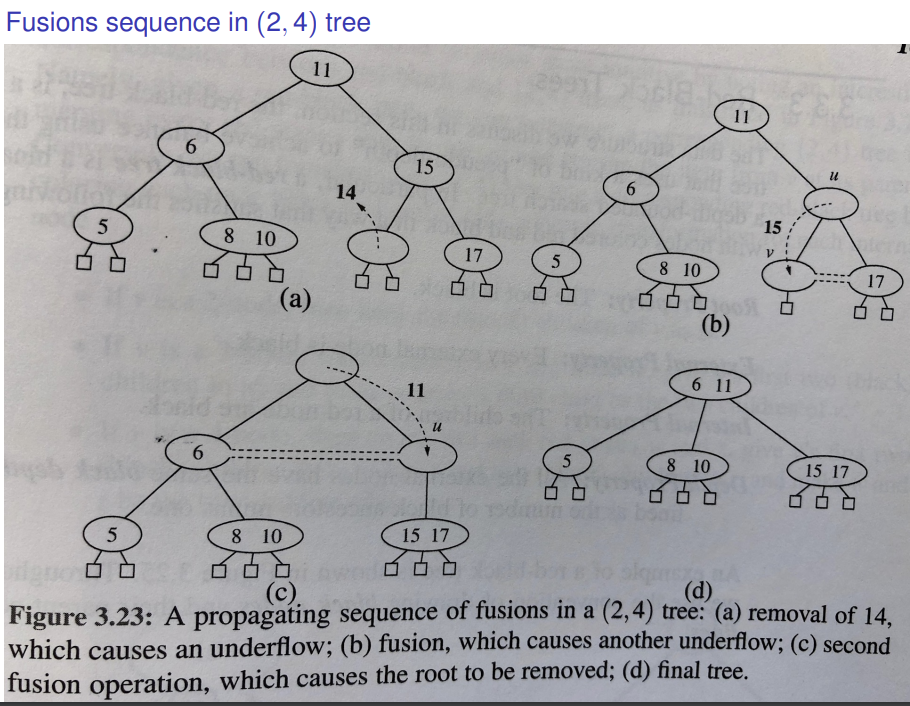 Fusions sequence in (2, 4) tree
11
6
15
14
5
8 10
17
(a)
11
u
6
15
v
5
8 10
17
(b)
11
u
6
5
8 10
15 17
(c)
6 11
5
8 10
15 17
(d)
Figure 3.23: A propagating sequence of fusions in a (2,4) tree: (a) removal of 14,
which causes an underflow; (b) fusion, which causes another underflow; (c) second
fusion operation, which causes the root to be removed; (d) final tree.